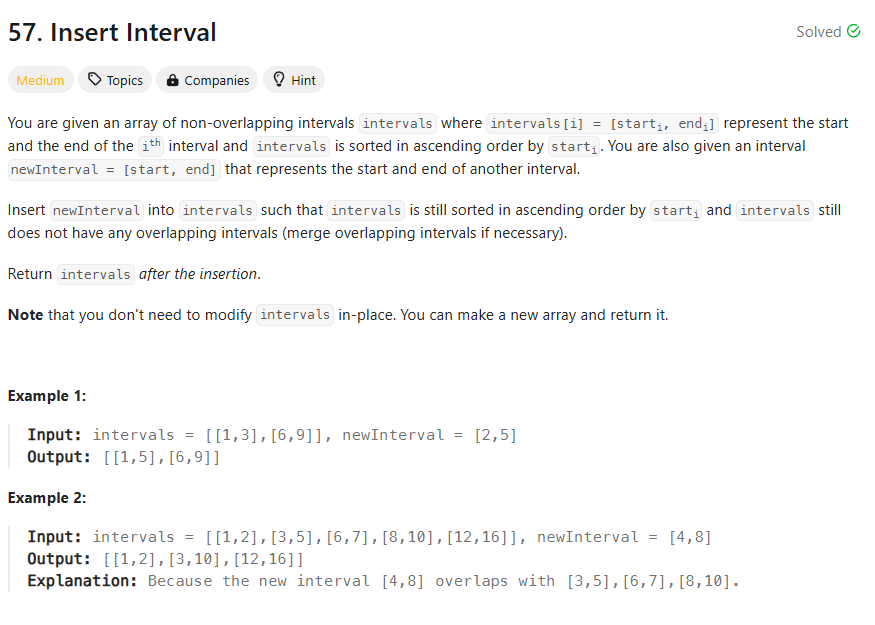 57. Insert Interval
Solved
Medium Topics Companies Hint
You are given an array of non-overlapping intervals intervals where intervals[i] = [starti, endi] represent the start
and the end of the ith interval and intervals is sorted in ascending order by starti. You are also given an interval
newInterval = [start, end] that represents the start and end of another interval.
Insert newInterval into intervals such that intervals is still sorted in ascending order by starti and intervals still
does not have any overlapping intervals (merge overlapping intervals if necessary).
Return intervals after the insertion.
Note that you don't need to modify intervals in-place. You can make a new array and return it.
Example 1:
Input: intervals = [[1,3],[6,9]], newInterval = [2,5]
Output: [[1,5],[6,9]]
Example 2:
Input: intervals = [[1,2],[3,5],[6,7],[8,10],[12,16]], newInterval = [4,8]
Output: [[1,2],[3,10],[12,16]]
Explanation: Because the new interval [4,8] overlaps with [3,5],[6,7],[8,10].